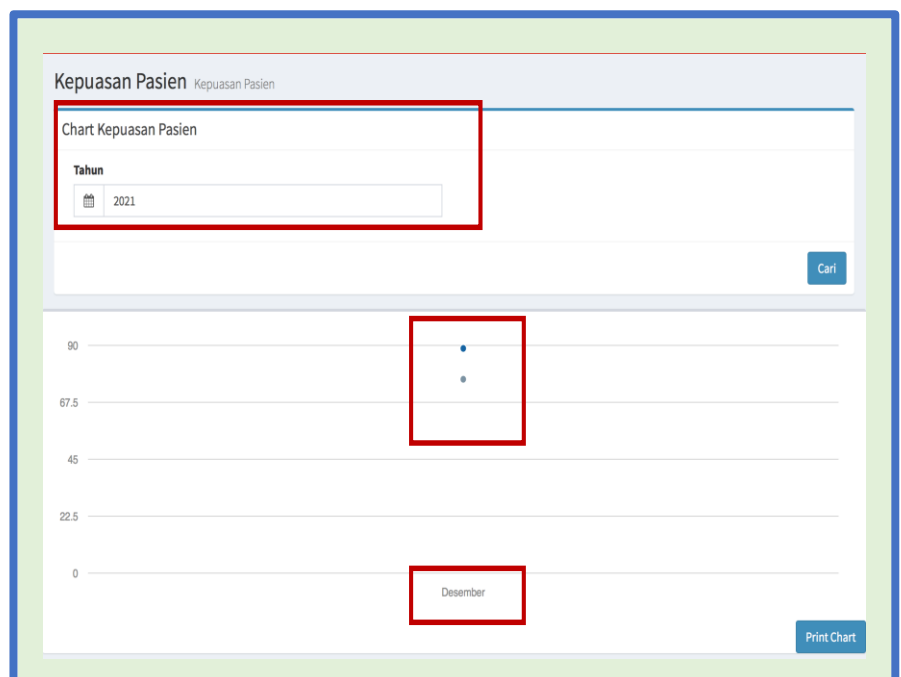 Kepuasan Pasien Kepuasan Pasien
Chart Kepuasan Pasien
Tahun
2021
Cari
90
67.5
45
22.5
0
Desember
Print Chart